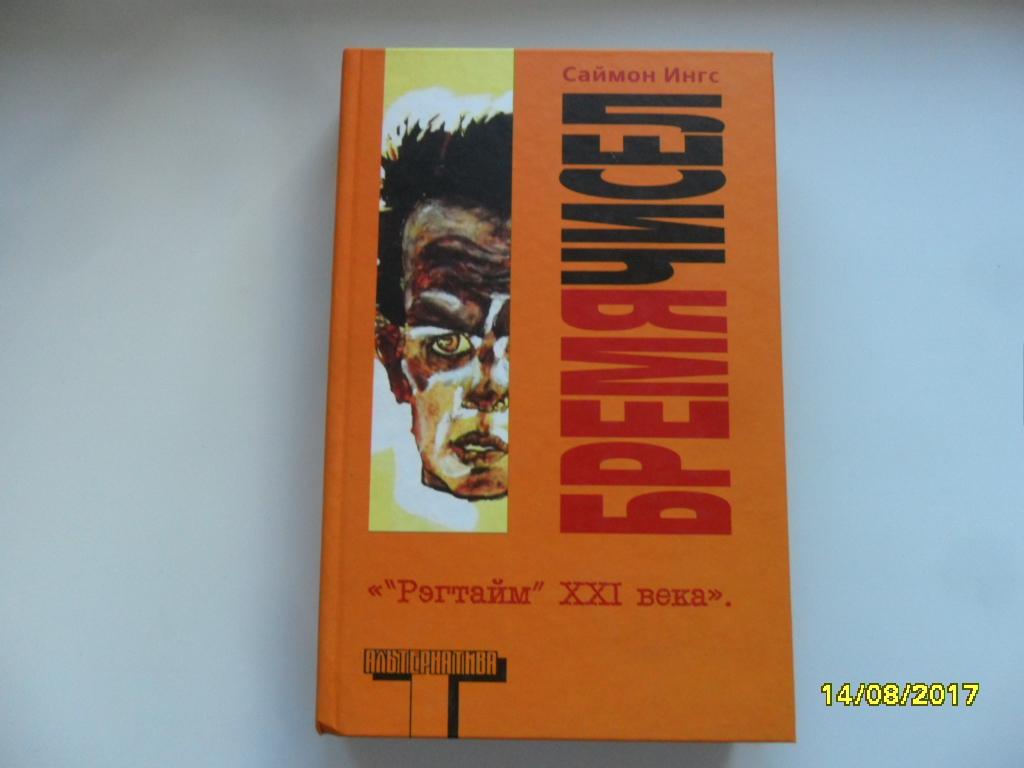 Саймон Ингс
БРЕМЯ ЧИСЕЛ
«"Рэгтайм" XXI века».
АЛЬТЕРНАТИВА
14/08/2017